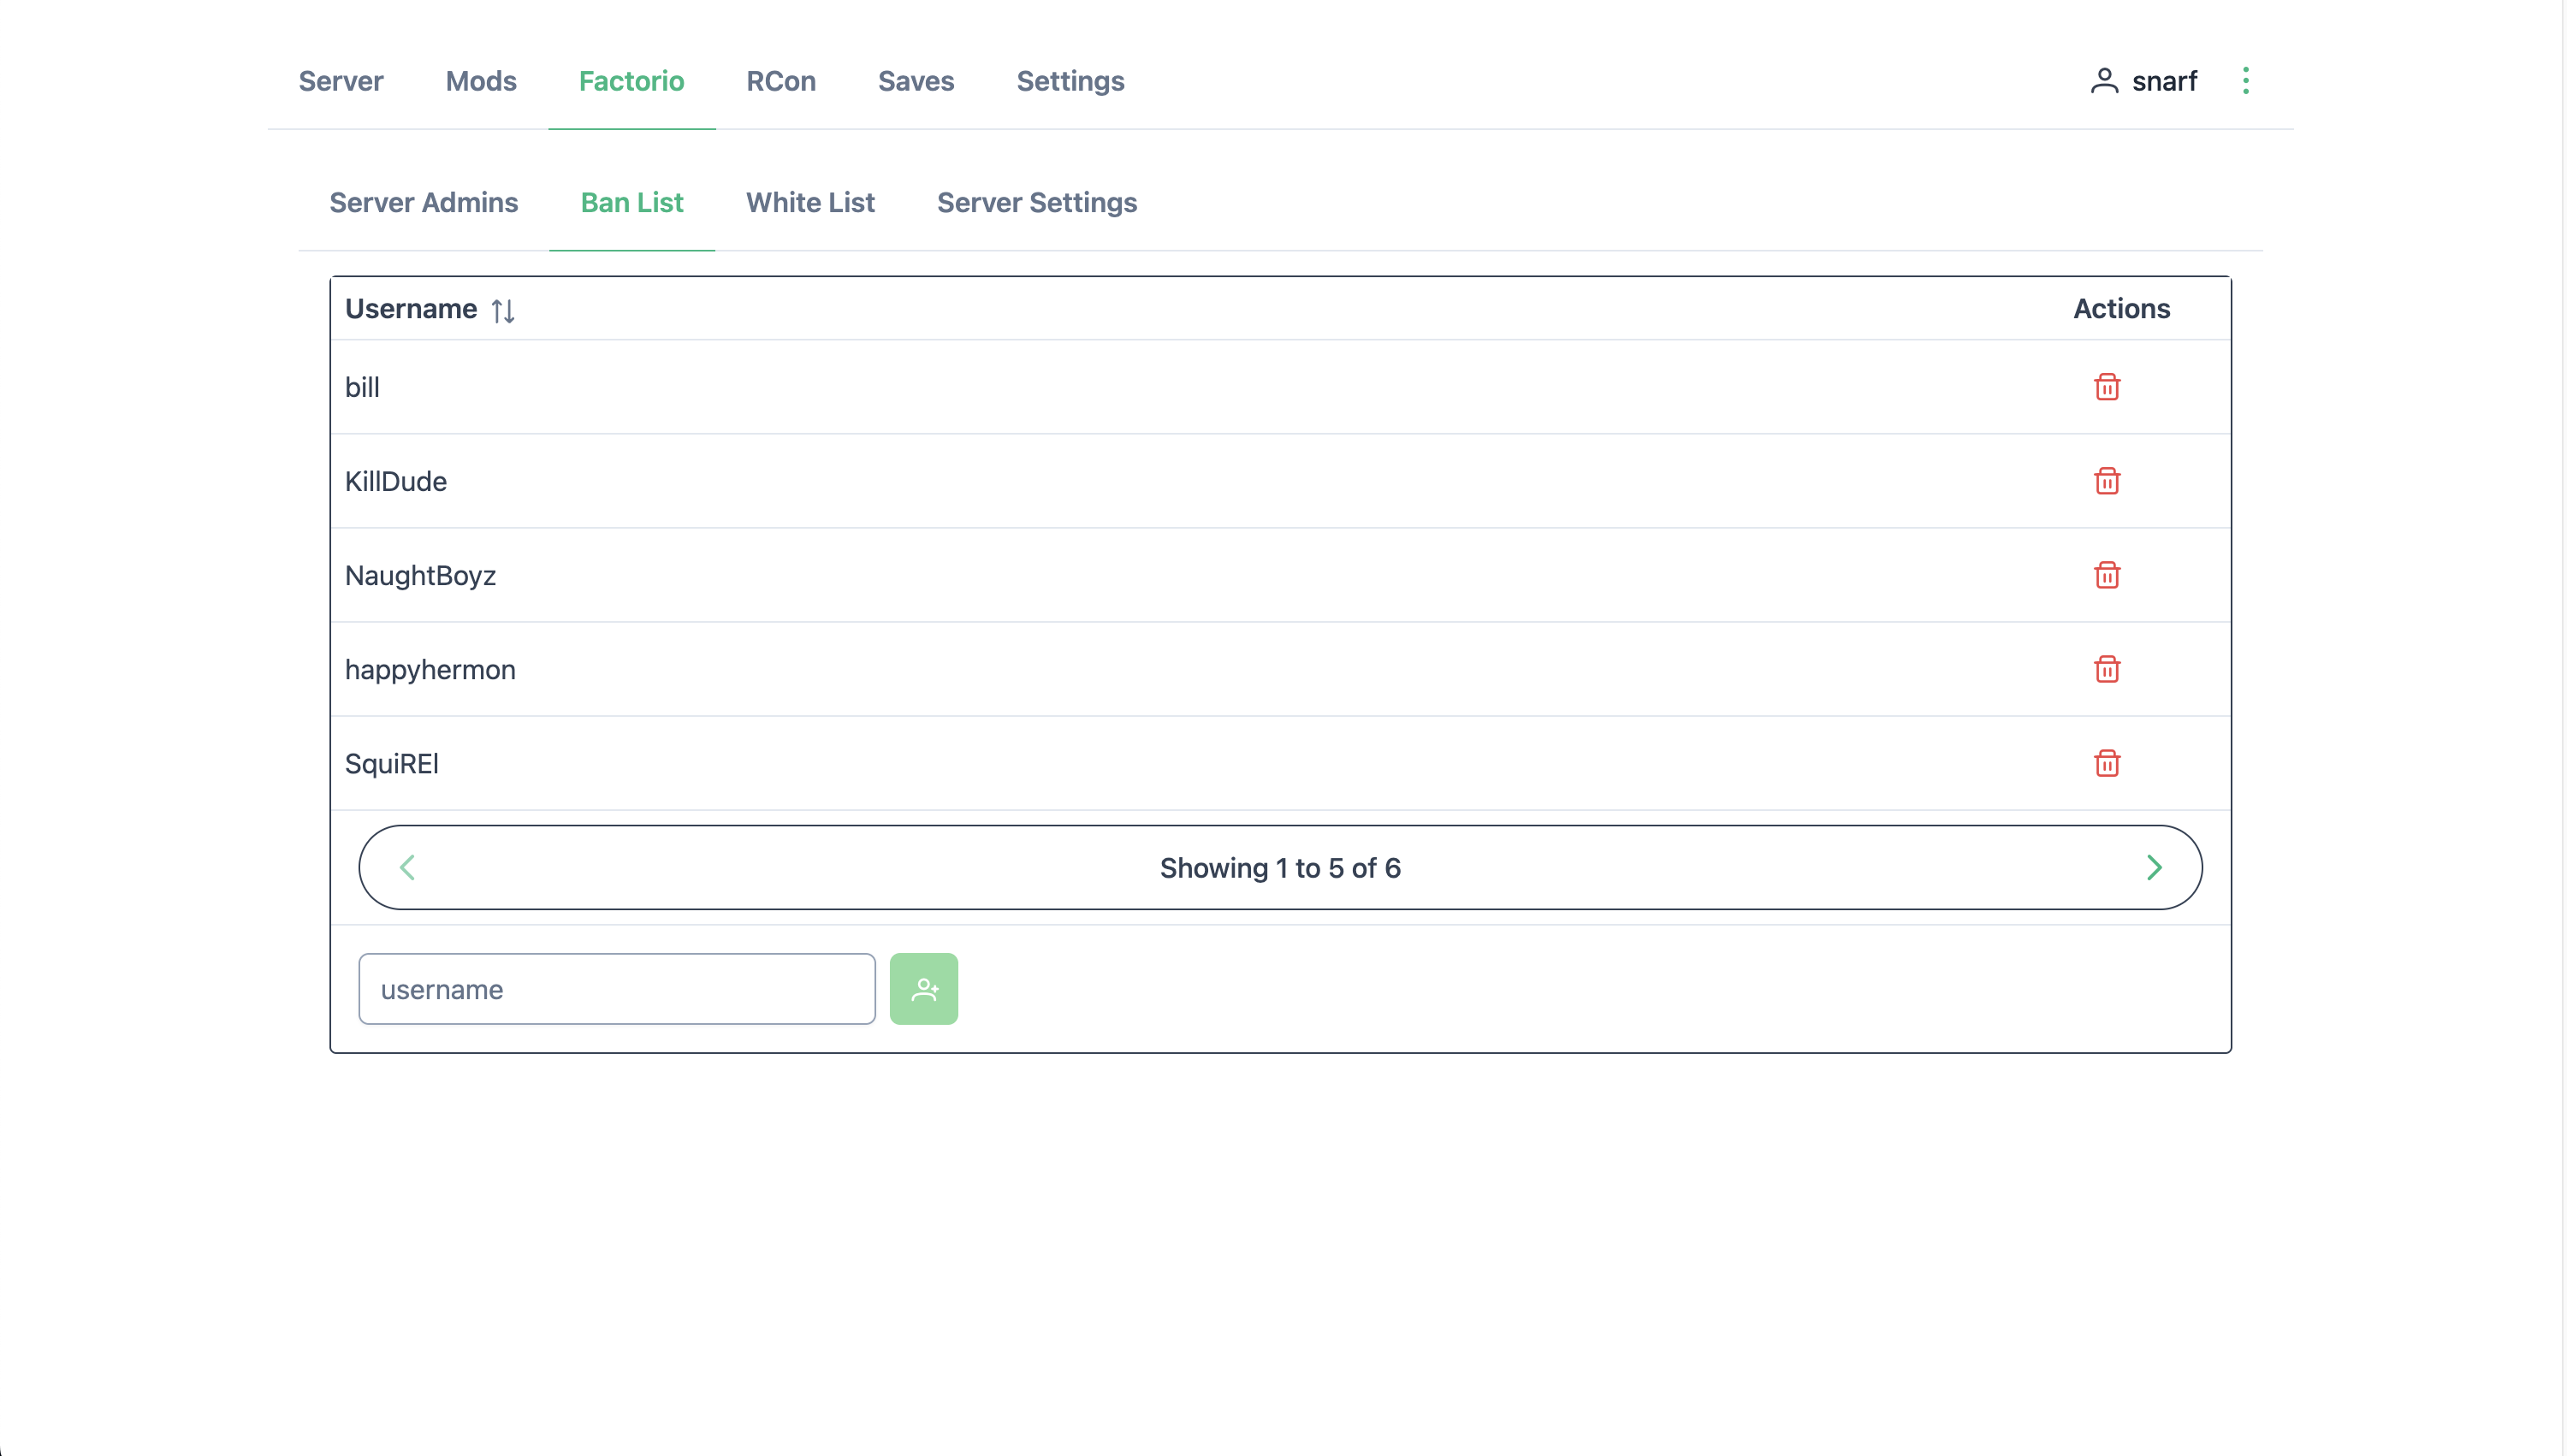 Server Mods Factorio RCon Saves Settings snarf
Server Admins Ban List White List Server Settings
Username Actions
bill
KillDude
NaughtBoyz
happyhermon
SquiREl
Showing 1 to 5 of 6
username